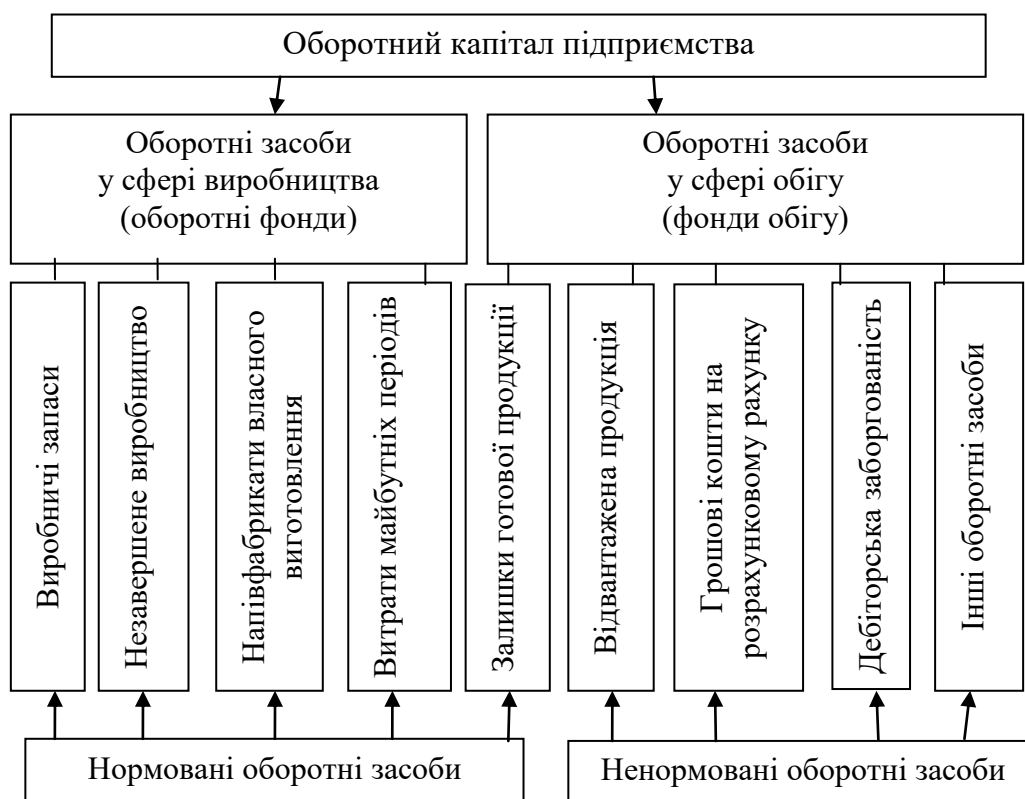 Оборотний капітал підприємства
Оборотні засоби
у сфері виробництва
(оборотні фонди)
Оборотні засоби
у сфері обігу
(фонди обігу)
Виробничі запаси
Незавершене виробництво
Напівфабрикати власного
виготовлення
Витрати майбутніх періодів
Залишки готової продукції
Відвантажена продукція
Грошові кошти на
розрахунковому рахунку
Дебіторська заборгованість
Інші оборотні засоби
Нормовані оборотні засоби
Ненормовані оборотні засоби